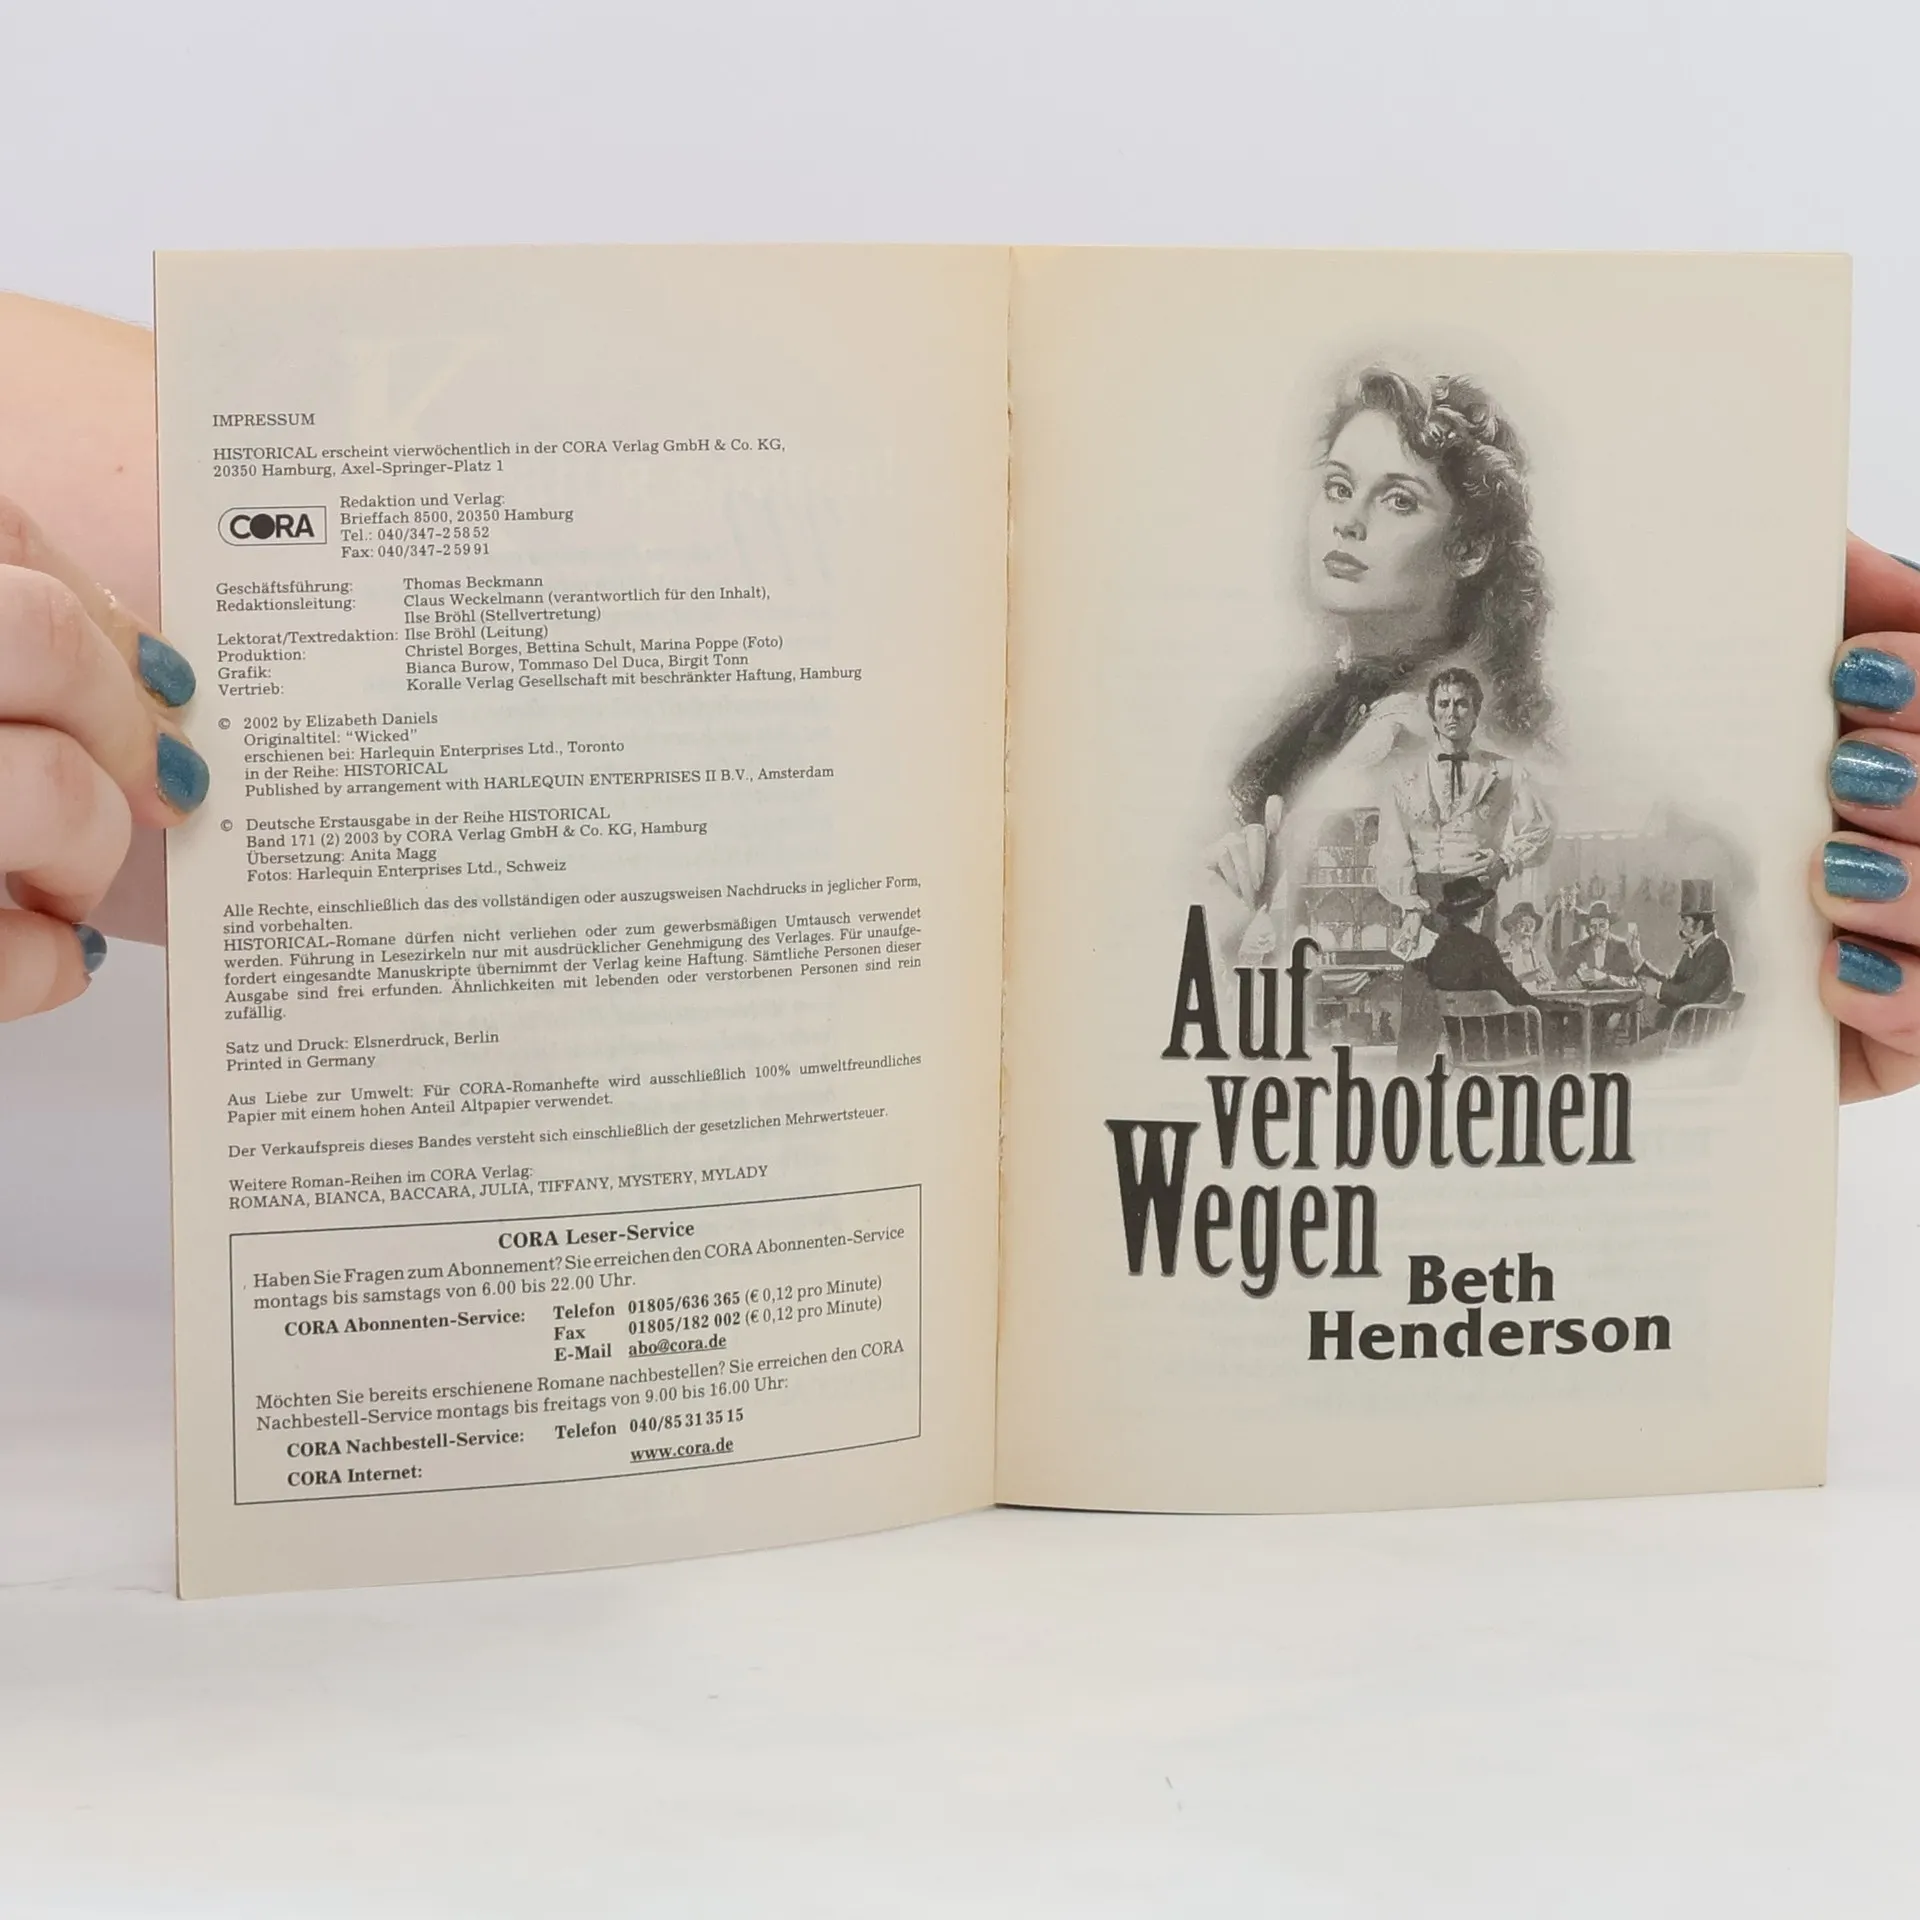 IMPRESSUM
HISTORICAL erscheint vierwöchentlich in der CORA Verlag GmbH & Co. KG,
20350 Hamburg, Axel-Springer-Platz 1
CORA
Redaktion und Verlag:
Brieffach 8500, 20350 Hamburg
Tel.: 040/347-2 58 52
Fax: 040/347-2 59 91
Geschäftsführung: Thomas Beckmann
Redaktionsleitung: Claus Weckelmann (verantwortlich für den Inhalt),
Ilse Bröhl (Stellvertretung)
Lektorat/Textredaktion: Ilse Bröhl (Leitung)
Produktion: Christel Borges, Bettina Schult, Marina Poppe (Foto)
Grafik: Bianca Burow, Tommaso Del Duca, Birgit Tonn
Vertrieb: Koralle Verlag Gesellschaft mit beschränkter Haftung, Hamburg
© 2002 by Elizabeth Daniels
Originaltitel: "Wicked"
erschienen bei: Harlequin Enterprises Ltd., Toronto
in der Reihe: HISTORICAL
Published by arrangement with HARLEQUIN ENTERPRISES II B.V., Amsterdam
© Deutsche Erstausgabe in der Reihe HISTORICAL
Band 171 (2) 2003 by CORA Verlag GmbH & Co. KG, Hamburg
Übersetzung: Anita Magg
Fotos: Harlequin Enterprises Ltd., Schweiz
Alle Rechte, einschließlich das des vollständigen oder auszugsweisen Nachdrucks in jeglicher Form,
sind vorbehalten.
HISTORICAL-Romane dürfen nicht verliehen oder zum gewerbsmäßigen Umtausch verwendet
werden. Führung in Lesezirkeln nur mit ausdrücklicher Genehmigung des Verlages. Für unaufge-
fordert eingesandte Manuskripte übernimmt der Verlag keine Haftung. Sämtliche Personen dieser
Ausgabe sind frei erfunden. Ähnlichkeiten mit lebenden oder verstorbenen Personen sind rein
zufällig.
Satz und Druck: Elsnerdruck, Berlin
Printed in Germany
Aus Liebe zur Umwelt: Für CORA-Romanhefte wird ausschließlich 100% umweltfreundliches
Papier mit einem hohen Anteil Altpapier verwendet.
Der Verkaufspreis dieses Bandes versteht sich einschließlich der gesetzlichen Mehrwertsteuer.
Weitere Roman-Reihen im CORA Verlag:
ROMANA, BIANCA, BACCARA, JULIA, TIFFANY, MYSTERY, MYLADY
CORA Leser-Service
Haben Sie Fragen zum Abonnement? Sie erreichen den CORA Abonnenten-Service
montags bis samstags von 6.00 bis 22.00 Uhr.
CORA Abonnenten-Service: Telefon 01805/636 365 (€ 0,12 pro Minute)
Fax 01805/182 002 (€ 0,12 pro Minute)
E-Mail abo@cora.de
Möchten Sie bereits erschienene Romane nachbestellen? Sie erreichen den CORA
Nachbestell-Service montags bis freitags von 9.00 bis 16.00 Uhr:
CORA Nachbestell-Service: Telefon 040/85 31 35 15
CORA Internet: www.cora.de
Auf
verbotenen
Wegen
Beth
Henderson